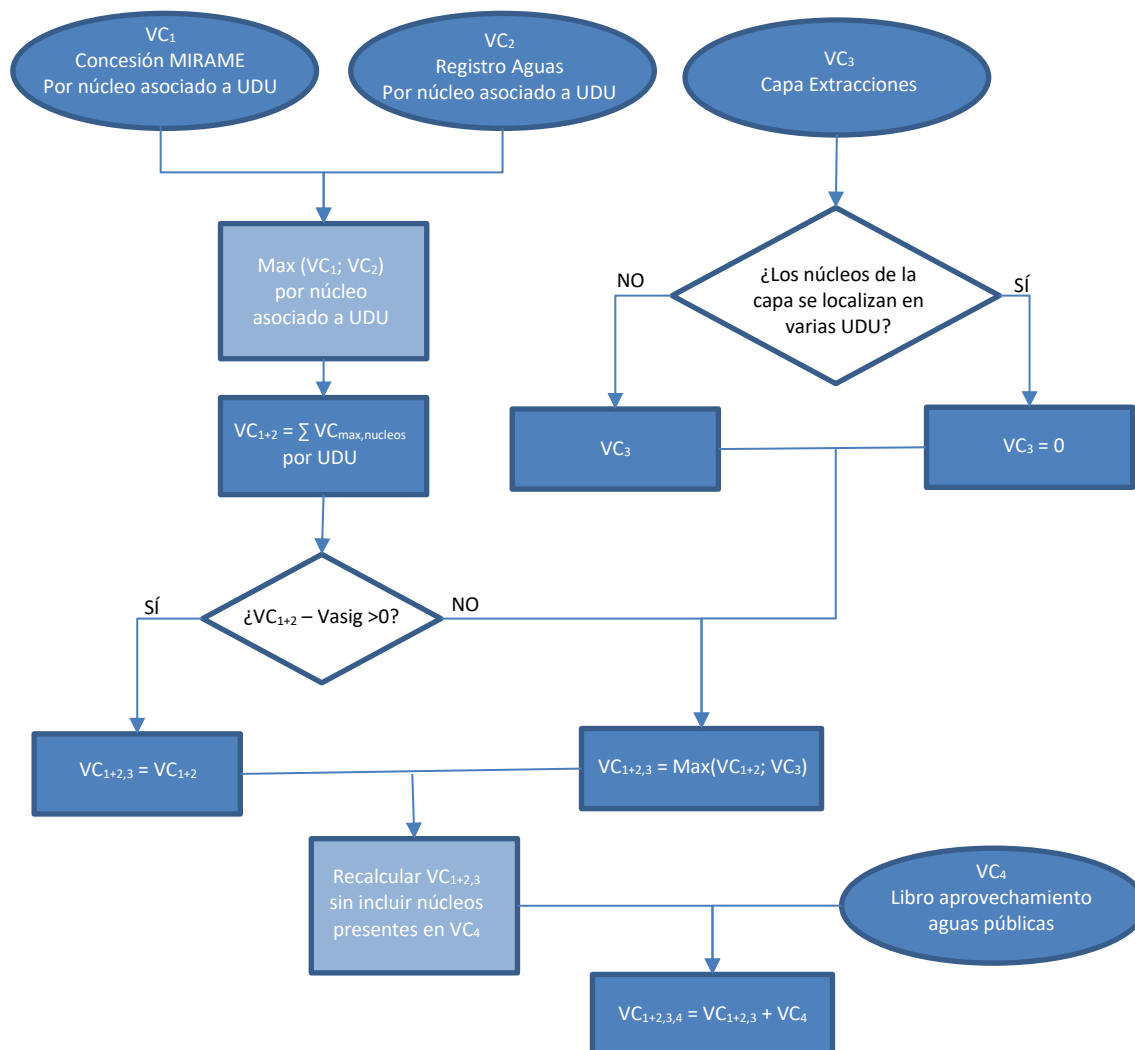 VC₁
Concesión MIRAME
Por núcleo asociado a UDU
VC₂
Registro Aguas
Por núcleo asociado a UDU
VC₃
Capa Extracciones
Max (VC₁; VC₂)
por núcleo
asociado a UDU
NO
¿Los núcleos de la
capa se localizan en
varias UDU?
SÍ
VC₁₊₂ = ∑ VCmax,nucleos
por UDU
VC₃
VC₃ = 0
SÍ
¿VC₁₊₂ – Vasig >0?
NO
VC₁₊₂,₃ = VC₁₊₂
VC₁₊₂,₃ = Max(VC₁₊₂; VC₃)
Recalcular VC₁₊₂,₃
sin incluir núcleos
presentes en VC₄
VC₄
Libro aprovechamiento
aguas públicas
VC₁₊₂,₃,₄ = VC₁₊₂,₃ + VC₄